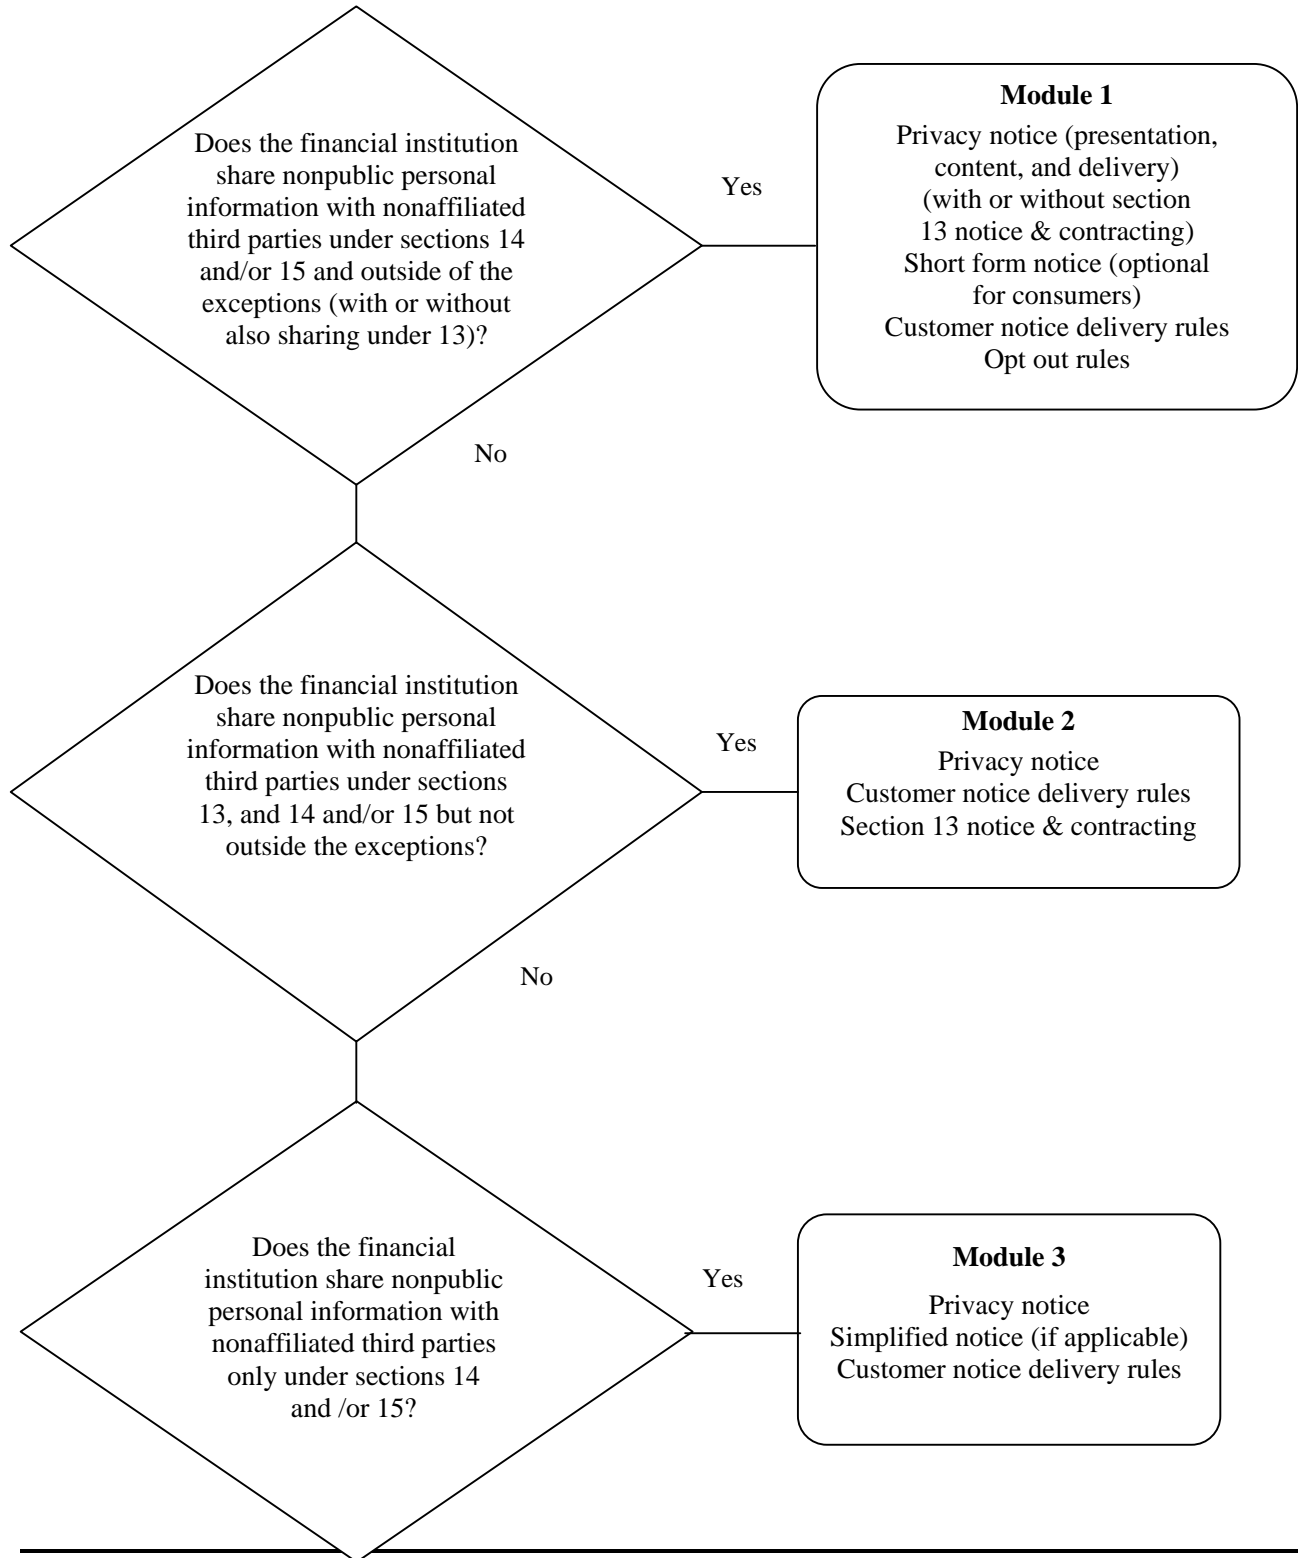 Does the financial institution
share nonpublic personal
information with nonaffiliated
third parties under sections 14
and/or 15 and outside of the
exceptions (with or without
also sharing under 13)?
Yes
Module 1
Privacy notice (presentation,
content, and delivery)
(with or without section
13 notice & contracting)
Short form notice (optional
for consumers)
Customer notice delivery rules
Opt out rules
No
Does the financial institution
share nonpublic personal
information with nonaffiliated
third parties under sections
13, and 14 and/or 15 but not
outside the exceptions?
Yes
Module 2
Privacy notice
Customer notice delivery rules
Section 13 notice & contracting
No
Does the financial
institution share nonpublic
personal information with
nonaffiliated third parties
only under sections 14
and /or 15?
Yes
Module 3
Privacy notice
Simplified notice (if applicable)
Customer notice delivery rules